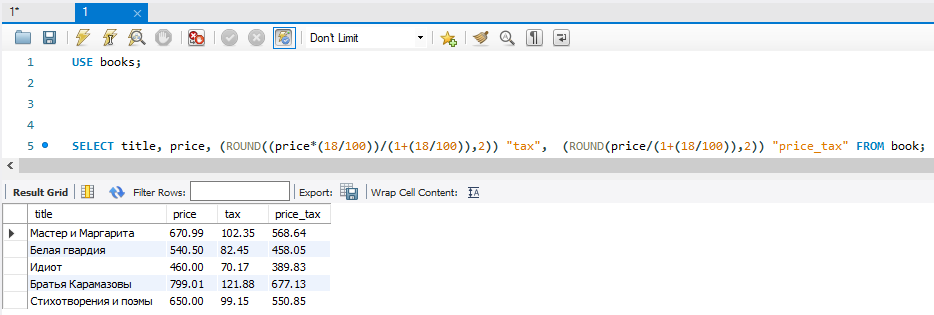 1*
1
Don't Limit
1 USE books;
2
3
4
5 SELECT title, price, (ROUND((price*(18/100))/(1+(18/100)),2)) "tax", (ROUND(price/(1+(18/100)),2)) "price_tax" FROM book;
Result Grid Filter Rows: Export: Wrap Cell Content:
title price tax price_tax
Мастер и Маргарита 670.99 102.35 568.64
Белая гвардия 540.50 82.45 458.05
Идиот 460.00 70.17 389.83
Братья Карамазовы 799.01 121.88 677.13
Стихотворения и поэмы 650.00 99.15 550.85